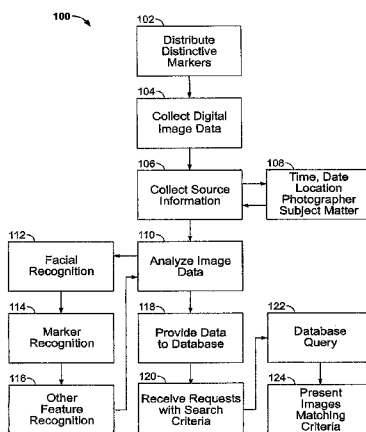 100
102
Distribute
Distinctive
Markers
104
Collect Digital
Image Data
106
Collect Source
Information
108
Time, Date
Location
Photographer
Subject Matter
110
Analyze Image
Data
112
Facial
Recognition
114
Marker
Recognition
116
Other
Feature
Recognition
118
Provide Data
to Database
120
Receive Requests
with Search
Criteria
122
Database
Query
124
Present
Images
Matching
Criteria